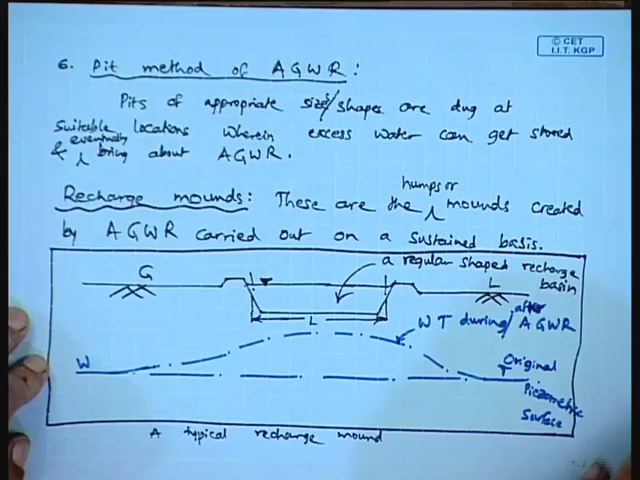 © CET
I.I.T. KGP
6. Pit method of AGWR:
Pits of appropriate sizes/shapes are dug at
suitable locations wherein excess water can get stored
& eventually bring about AGWR.
Recharge mounds: These are the humps or mounds created
by AGWR carried out on a sustained basis.
a regular shaped recharge
basin
G
L
L
WT during/after AGWR
W
Original
T
Piezometric
Surface
A typical recharge mound